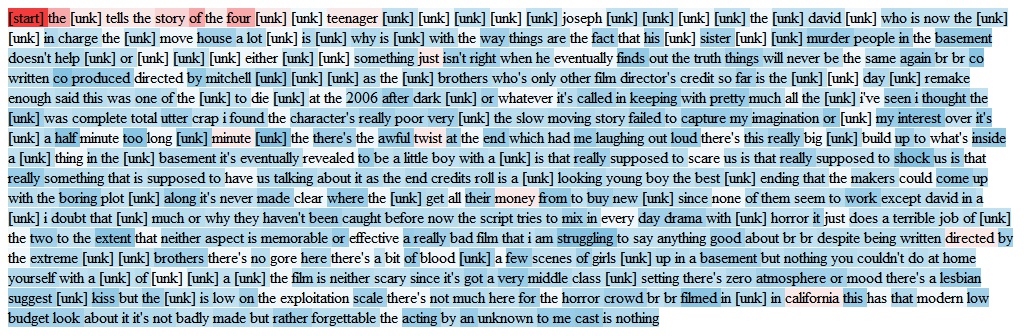 [start] the [unk] tells the story of the four [unk] [unk] teenager [unk] [unk] [unk] [unk] [unk] joseph [unk] [unk] [unk] [unk] the [unk] david [unk] who is now the [unk]
[unk] in charge the [unk] move house a lot [unk] is [unk] why is [unk] with the way things are the fact that his [unk] sister [unk] [unk] murder people in the basement
doesn't help [unk] or [unk] [unk] either [unk] [unk] something just isn't right when he eventually finds out the truth things will never be the same again br br co
written co produced directed by mitchell [unk] [unk] [unk] as the [unk] brothers who's only other film director's credit so far is the [unk] [unk] day [unk] remake
enough said this was one of the [unk] to die [unk] at the 2006 after dark [unk] or whatever it's called in keeping with pretty much all the [unk] i've seen i thought the
[unk] was complete total utter crap i found the character's really poor very [unk] the slow moving story failed to capture my imagination or [unk] my interest over it's
[unk] a half minute too long [unk] minute [unk] the there's the awful twist at the end which had me laughing out loud there's this really big [unk] build up to what's inside
a [unk] thing in the [unk] basement it's eventually revealed to be a little boy with a [unk] is that really supposed to scare us is that really supposed to shock us is that
really something that is supposed to have us talking about it as the end credits roll is a [unk] looking young boy the best [unk] ending that the makers could come up
with the boring plot [unk] along it's never made clear where the [unk] get all their money from to buy new [unk] since none of them seem to work except david in a
[unk] i doubt that [unk] much or why they haven't been caught before now the script tries to mix in every day drama with [unk] horror it just does a terrible job of [unk]
the two to the extent that neither aspect is memorable or effective a really bad film that i am struggling to say anything good about br br despite being written directed by
the extreme [unk] [unk] brothers there's no gore here there's a bit of blood [unk] a few scenes of girls [unk] up in a basement but nothing you couldn't do at home
yourself with a [unk] of [unk] [unk] a [unk] the film is neither scary since it's got a very middle class [unk] setting there's zero atmosphere or mood there's a lesbian
suggest [unk] kiss but the [unk] is low on the exploitation scale there's not much here for the horror crowd br br filmed in [unk] in california this has that modern low
budget look about it it's not badly made but rather forgettable the acting by an unknown to me cast is nothing